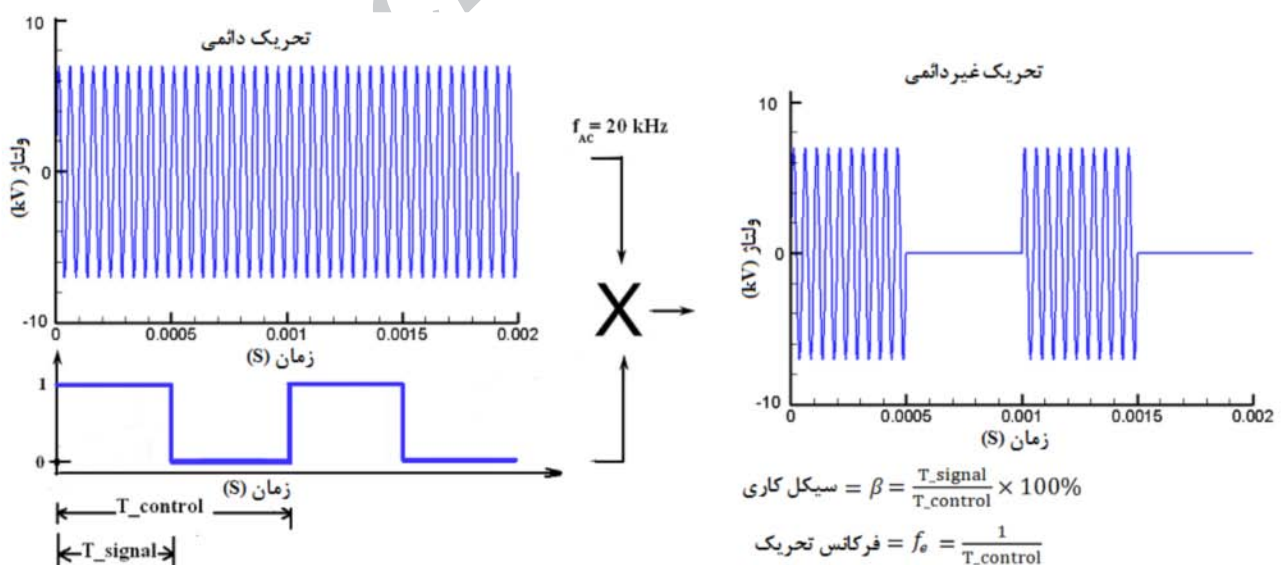 تحریک دائمی
10
0
-10
ولتاژ (kV)
0 0.0005 0.001 0.0015 0.002
زمان (S)
1
0
زمان (S)
T_control
T_signal
f_AC = 20 kHz
X
تحریک غیردائمی
10
0
-10
ولتاژ (kV)
0 0.0005 0.001 0.0015 0.002
زمان (S)
سیکل کاری = β = T_signal / T_control × 100%
فرکانس تحریک = f_e = 1 / T_control